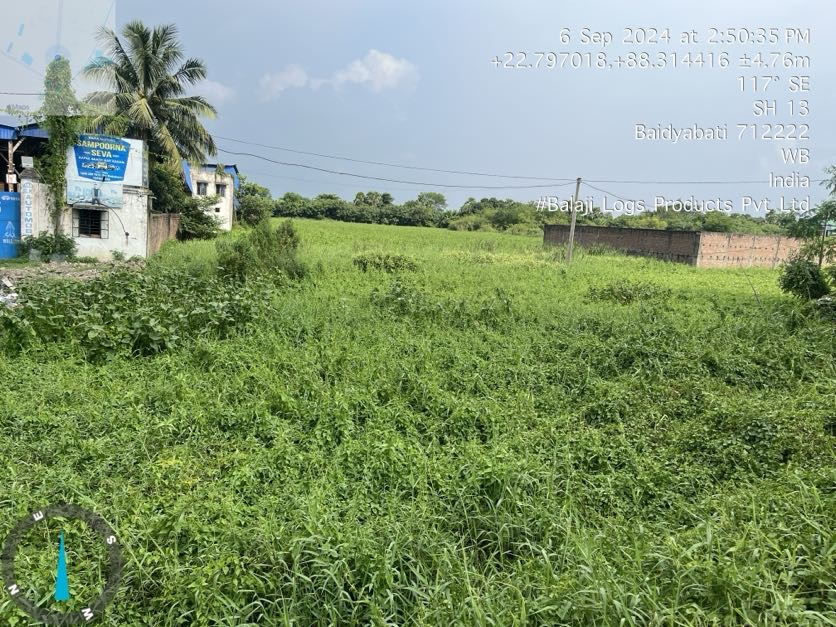 6 Sep 2024 at 2:50:35 PM
+22.797018,+88.314416 ±4.76m
117° SE
SH 13
Baidyabati 712222
WB
India
#Balaji Logs Products Pvt. Ltd
SAMPOORNA
SEVA
E
S
N
W